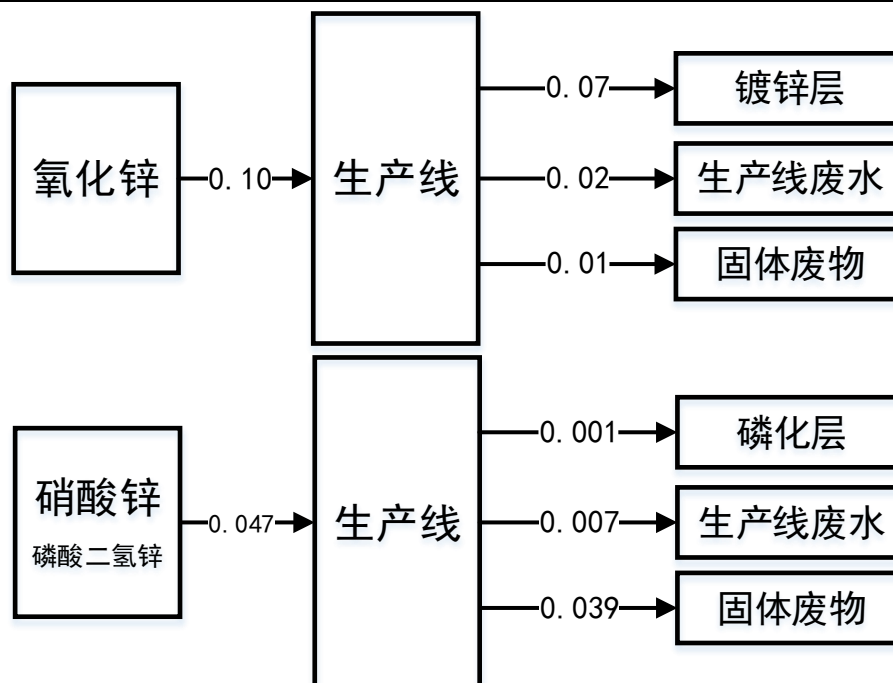 氧化锌
0.10
生产线
0.07
镀锌层
0.02
生产线废水
0.01
固体废物
硝酸锌
磷酸二氢锌
0.047
生产线
0.001
磷化层
0.007
生产线废水
0.039
固体废物